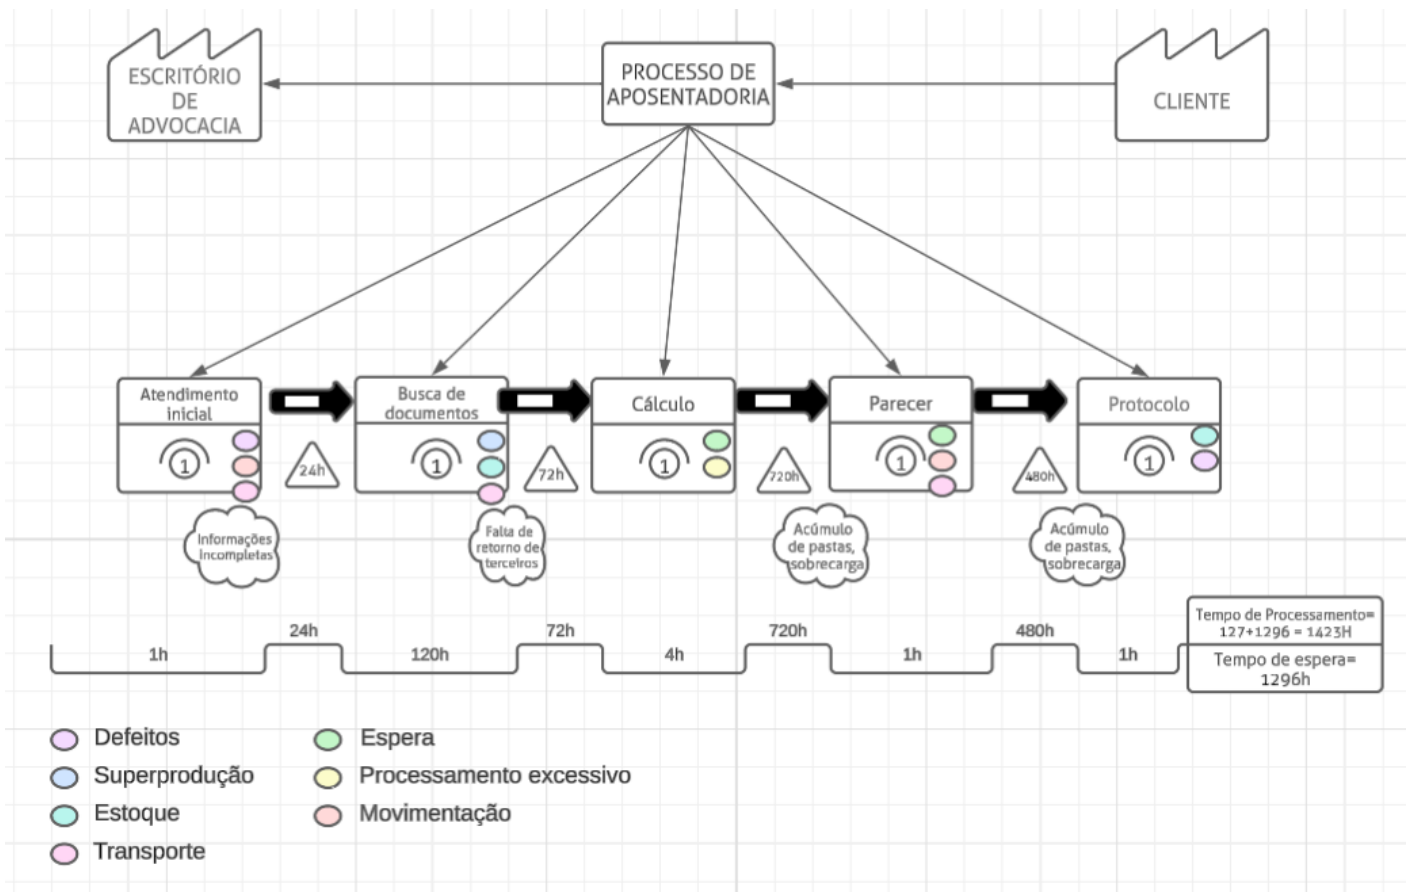 ESCRITÓRIO
DE
ADVOCACIA
PROCESSO DE
APOSENTADORIA
CLIENTE
Atendimento
inicial
1
24h
Busca de
documentos
1
72h
Cálculo
1
720h
Parecer
1
480h
Protocolo
1
Informações
incompletas
Falta de
retorno de
terceiros
Acúmulo
de pastas,
sobrecarga
Acúmulo
de pastas,
sobrecarga
1h
24h
120h
72h
4h
720h
1h
480h
1h
Tempo de Processamento=
127+1296 = 1423H
Tempo de espera=
1296h
Defeitos
Superprodução
Estoque
Transporte
Espera
Processamento excessivo
Movimentação